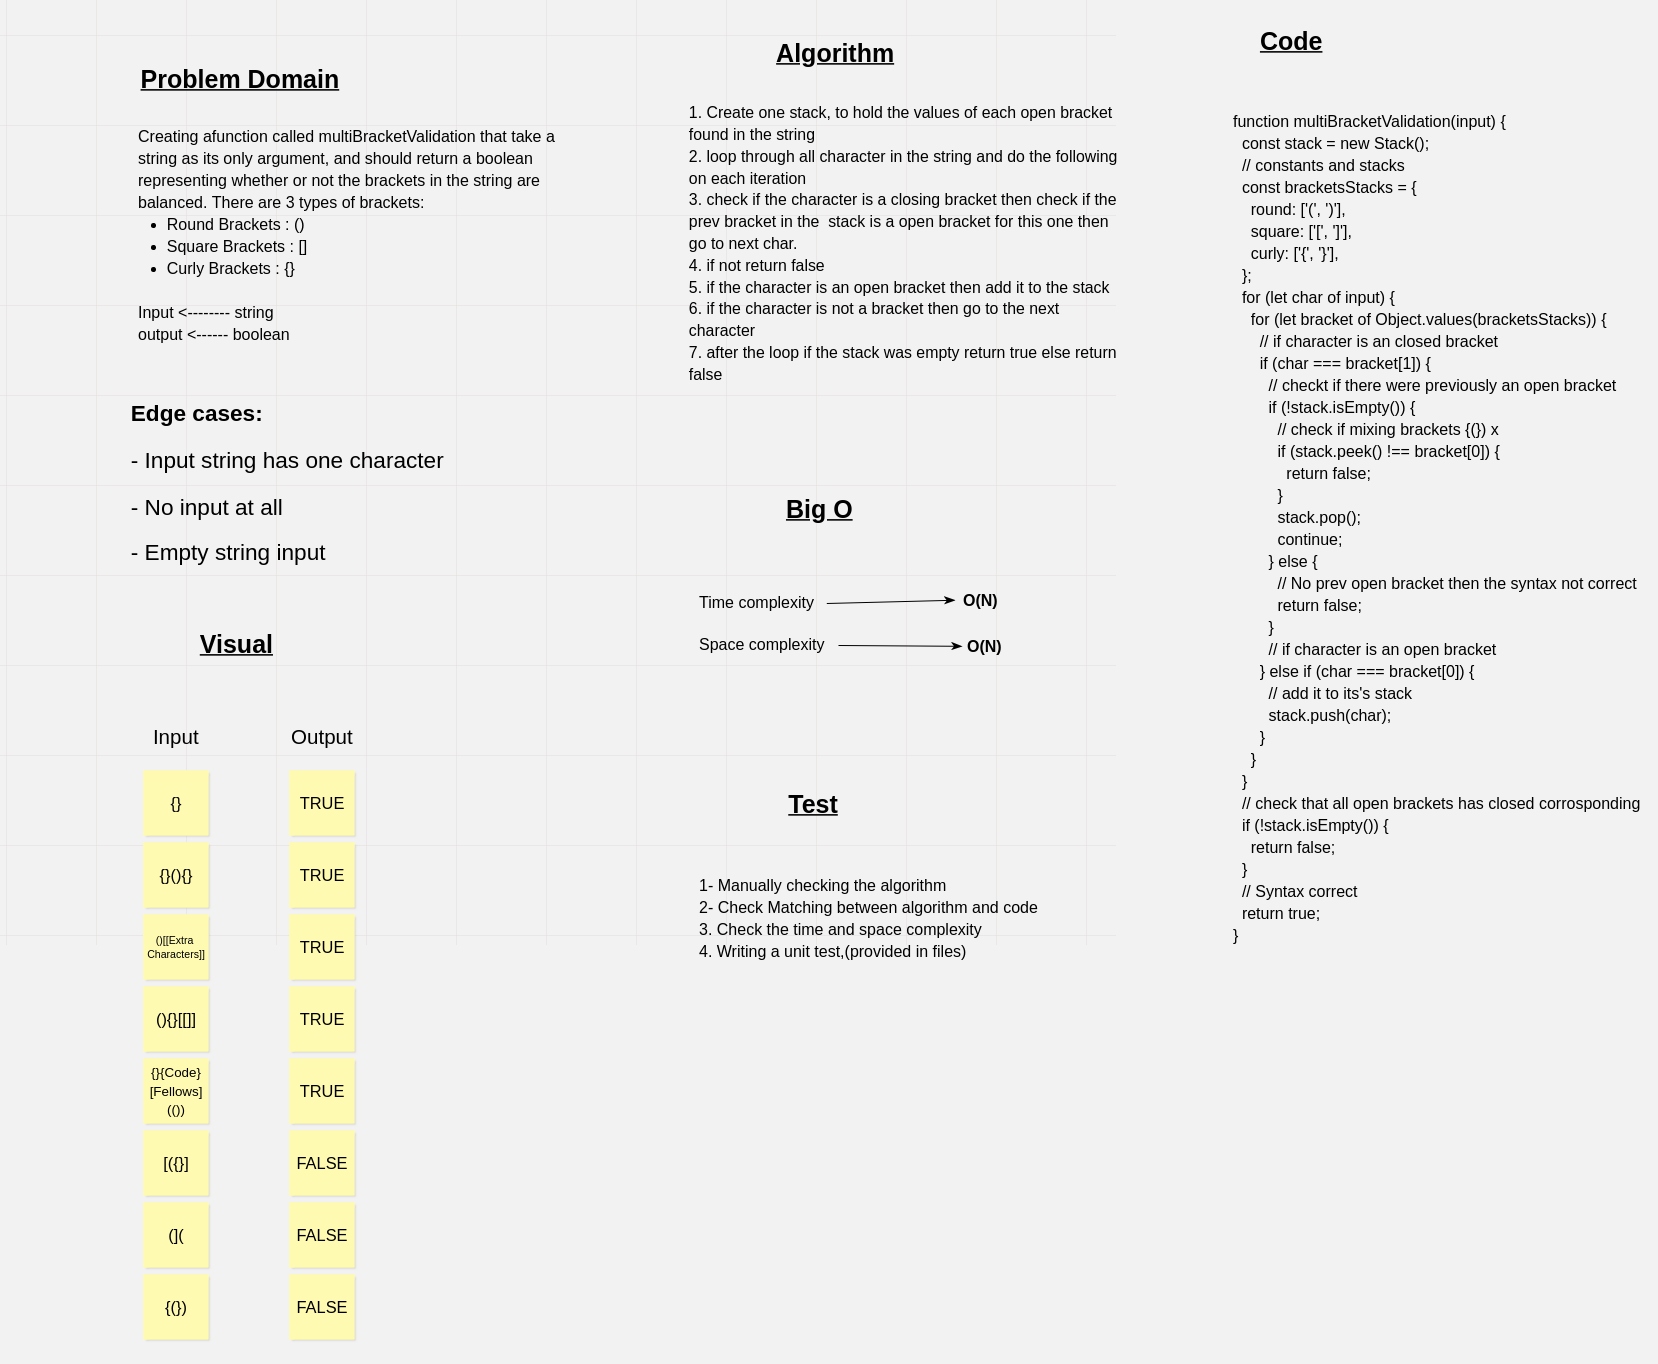 Problem Domain
Creating afunction called multiBracketValidation that take a
string as its only argument, and should return a boolean
representing whether or not the brackets in the string are
balanced. There are 3 types of brackets:
• Round Brackets : ()
• Square Brackets : []
• Curly Brackets : {}
Input <-------- string
output <------ boolean
Edge cases:
- Input string has one character
- No input at all
- Empty string input
Visual
Input Output
{} TRUE
{}(){} TRUE
()[[Extra
Characters]] TRUE
(){}[[]] TRUE
{}{Code}
[Fellows]
(()) TRUE
[({}] FALSE
(]( FALSE
{(}) FALSE
Algorithm
1. Create one stack, to hold the values of each open bracket
found in the string
2. loop through all character in the string and do the following
on each iteration
3. check if the character is a closing bracket then check if the
prev bracket in the  stack is a open bracket for this one then
go to next char.
4. if not return false
5. if the character is an open bracket then add it to the stack
6. if the character is not a bracket then go to the next
character
7. after the loop if the stack was empty return true else return
false
Big O
Time complexity O(N)
Space complexity O(N)
Test
1- Manually checking the algorithm
2- Check Matching between algorithm and code
3. Check the time and space complexity
4. Writing a unit test,(provided in files)
Code
function multiBracketValidation(input) {
  const stack = new Stack();
  // constants and stacks
  const bracketsStacks = {
    round: ['(', ')'],
    square: ['[', ']'],
    curly: ['{', '}'],
  };
  for (let char of input) {
    for (let bracket of Object.values(bracketsStacks)) {
      // if character is an closed bracket
      if (char === bracket[1]) {
        // checkt if there were previously an open bracket
        if (!stack.isEmpty()) {
          // check if mixing brackets {(}) x
          if (stack.peek() !== bracket[0]) {
            return false;
          }
          stack.pop();
          continue;
        } else {
          // No prev open bracket then the syntax not correct
          return false;
        }
        // if character is an open bracket
      } else if (char === bracket[0]) {
        // add it to its's stack
        stack.push(char);
      }
    }
  }
  // check that all open brackets has closed corrosponding
  if (!stack.isEmpty()) {
    return false;
  }
  // Syntax correct
  return true;
}